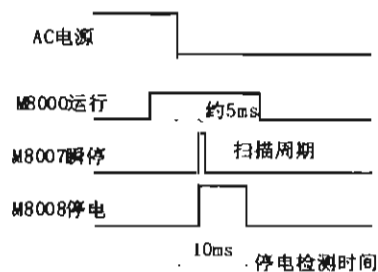 AC电源
M8000运行
约5ms
M8007瞬停
扫描周期
M8008停电
10ms
停电检测时间